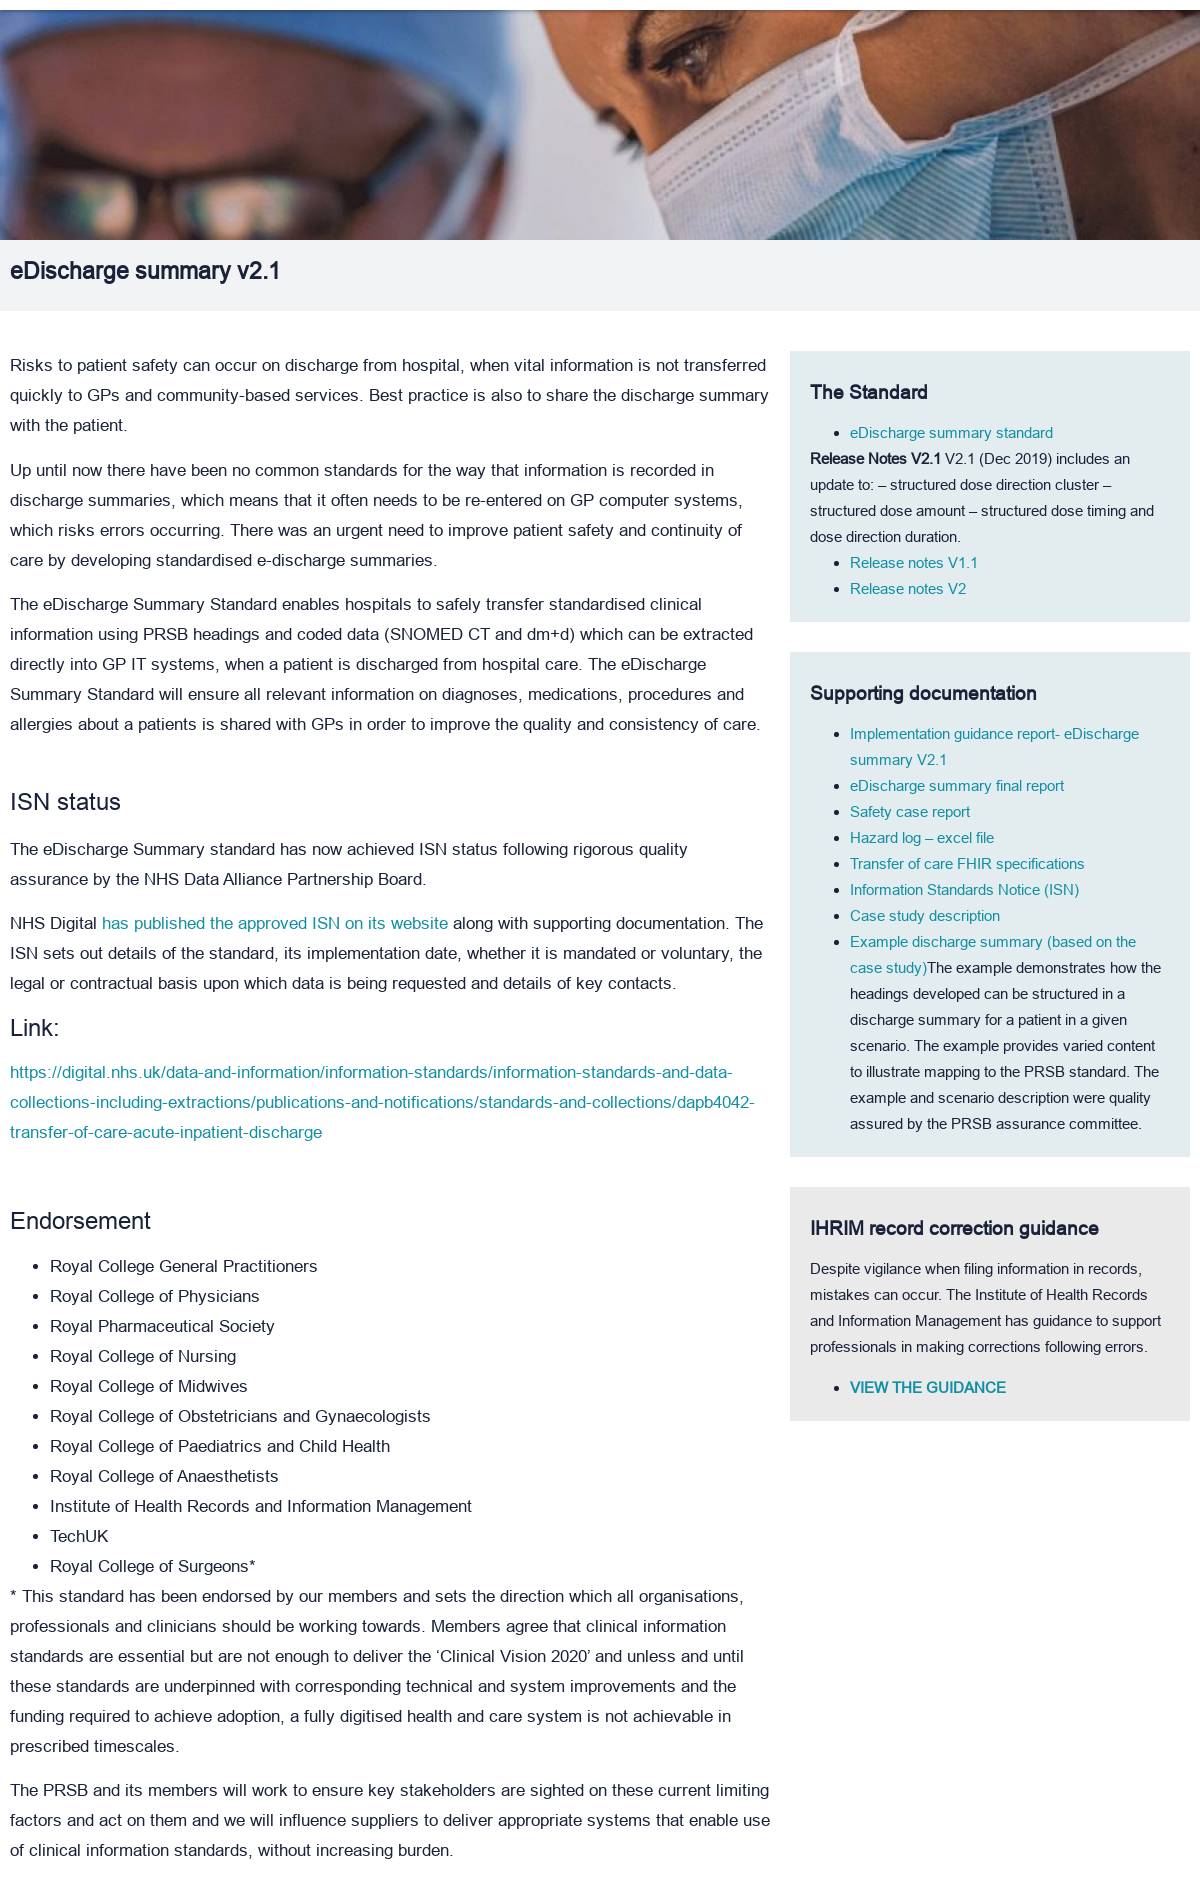 eDischarge summary v2.1
Risks to patient safety can occur on discharge from hospital, when vital information is not transferred
quickly to GPs and community-based services. Best practice is also to share the discharge summary
with the patient.
Up until now there have been no common standards for the way that information is recorded in
discharge summaries, which means that it often needs to be re-entered on GP computer systems,
which risks errors occurring. There was an urgent need to improve patient safety and continuity of
care by developing standardised e-discharge summaries.
The eDischarge Summary Standard enables hospitals to safely transfer standardised clinical
information using PRSB headings and coded data (SNOMED CT and dm+d) which can be extracted
directly into GP IT systems, when a patient is discharged from hospital care. The eDischarge
Summary Standard will ensure all relevant information on diagnoses, medications, procedures and
allergies about a patients is shared with GPs in order to improve the quality and consistency of care.
ISN status
The eDischarge Summary standard has now achieved ISN status following rigorous quality
assurance by the NHS Data Alliance Partnership Board.
NHS Digital has published the approved ISN on its website along with supporting documentation. The
ISN sets out details of the standard, its implementation date, whether it is mandated or voluntary, the
legal or contractual basis upon which data is being requested and details of key contacts.
Link:
https://digital.nhs.uk/data-and-information/information-standards/information-standards-and-data-
collections-including-extractions/publications-and-notifications/standards-and-collections/dapb4042-
transfer-of-care-acute-inpatient-discharge
Endorsement
• Royal College General Practitioners
• Royal College of Physicians
• Royal Pharmaceutical Society
• Royal College of Nursing
• Royal College of Midwives
• Royal College of Obstetricians and Gynaecologists
• Royal College of Paediatrics and Child Health
• Royal College of Anaesthetists
• Institute of Health Records and Information Management
• TechUK
• Royal College of Surgeons*
* This standard has been endorsed by our members and sets the direction which all organisations,
professionals and clinicians should be working towards. Members agree that clinical information
standards are essential but are not enough to deliver the ‘Clinical Vision 2020’ and unless and until
these standards are underpinned with corresponding technical and system improvements and the
funding required to achieve adoption, a fully digitised health and care system is not achievable in
prescribed timescales.
The PRSB and its members will work to ensure key stakeholders are sighted on these current limiting
factors and act on them and we will influence suppliers to deliver appropriate systems that enable use
of clinical information standards, without increasing burden.
The Standard
• eDischarge summary standard
Release Notes V2.1 V2.1 (Dec 2019) includes an
update to: – structured dose direction cluster –
structured dose amount – structured dose timing and
dose direction duration.
• Release notes V1.1
• Release notes V2
Supporting documentation
• Implementation guidance report- eDischarge
summary V2.1
• eDischarge summary final report
• Safety case report
• Hazard log – excel file
• Transfer of care FHIR specifications
• Information Standards Notice (ISN)
• Case study description
• Example discharge summary (based on the
case study)The example demonstrates how the
headings developed can be structured in a
discharge summary for a patient in a given
scenario. The example provides varied content
to illustrate mapping to the PRSB standard. The
example and scenario description were quality
assured by the PRSB assurance committee.
IHRIM record correction guidance
Despite vigilance when filing information in records,
mistakes can occur. The Institute of Health Records
and Information Management has guidance to support
professionals in making corrections following errors.
• VIEW THE GUIDANCE